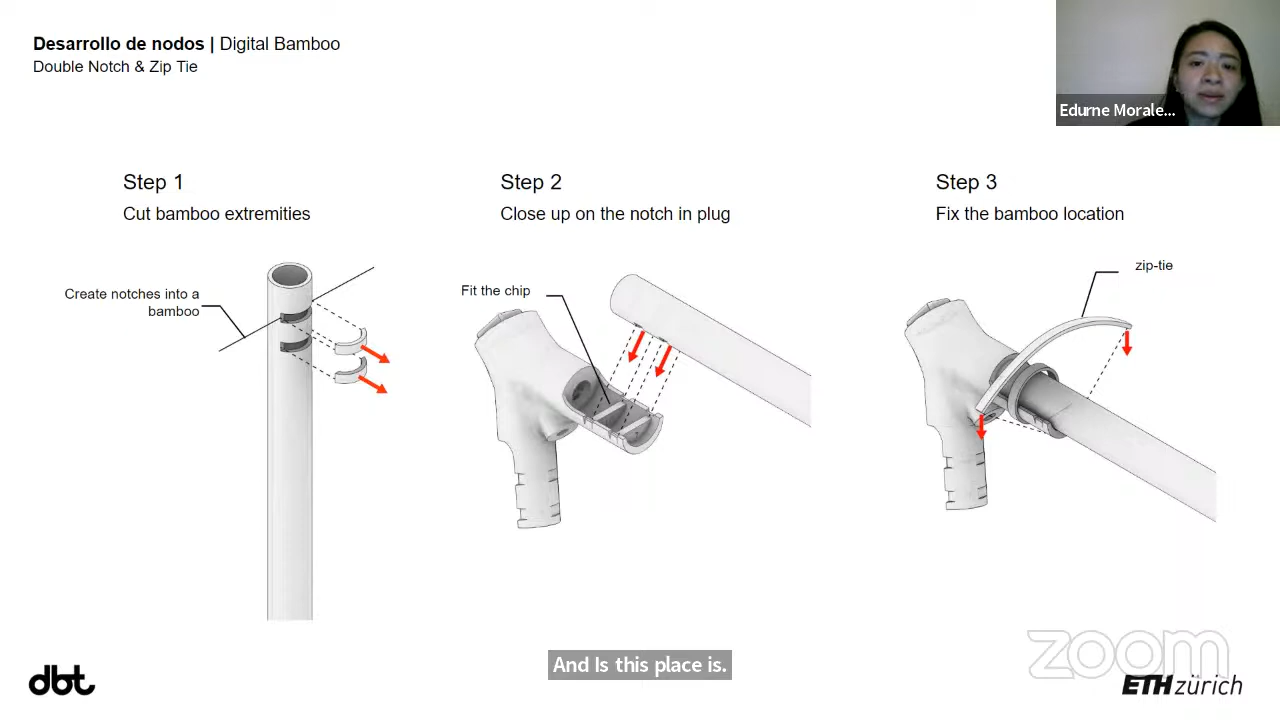 Desarrollo de nodos | Digital Bamboo
Double Notch & Zip Tie
Edurne Morale...
Step 1
Cut bamboo extremities
Create notches into a
bamboo
Step 2
Close up on the notch in plug
Fit the chip
Step 3
Fix the bamboo location
zip-tie
And Is this place is.
zoom
dbt
ETH zürich